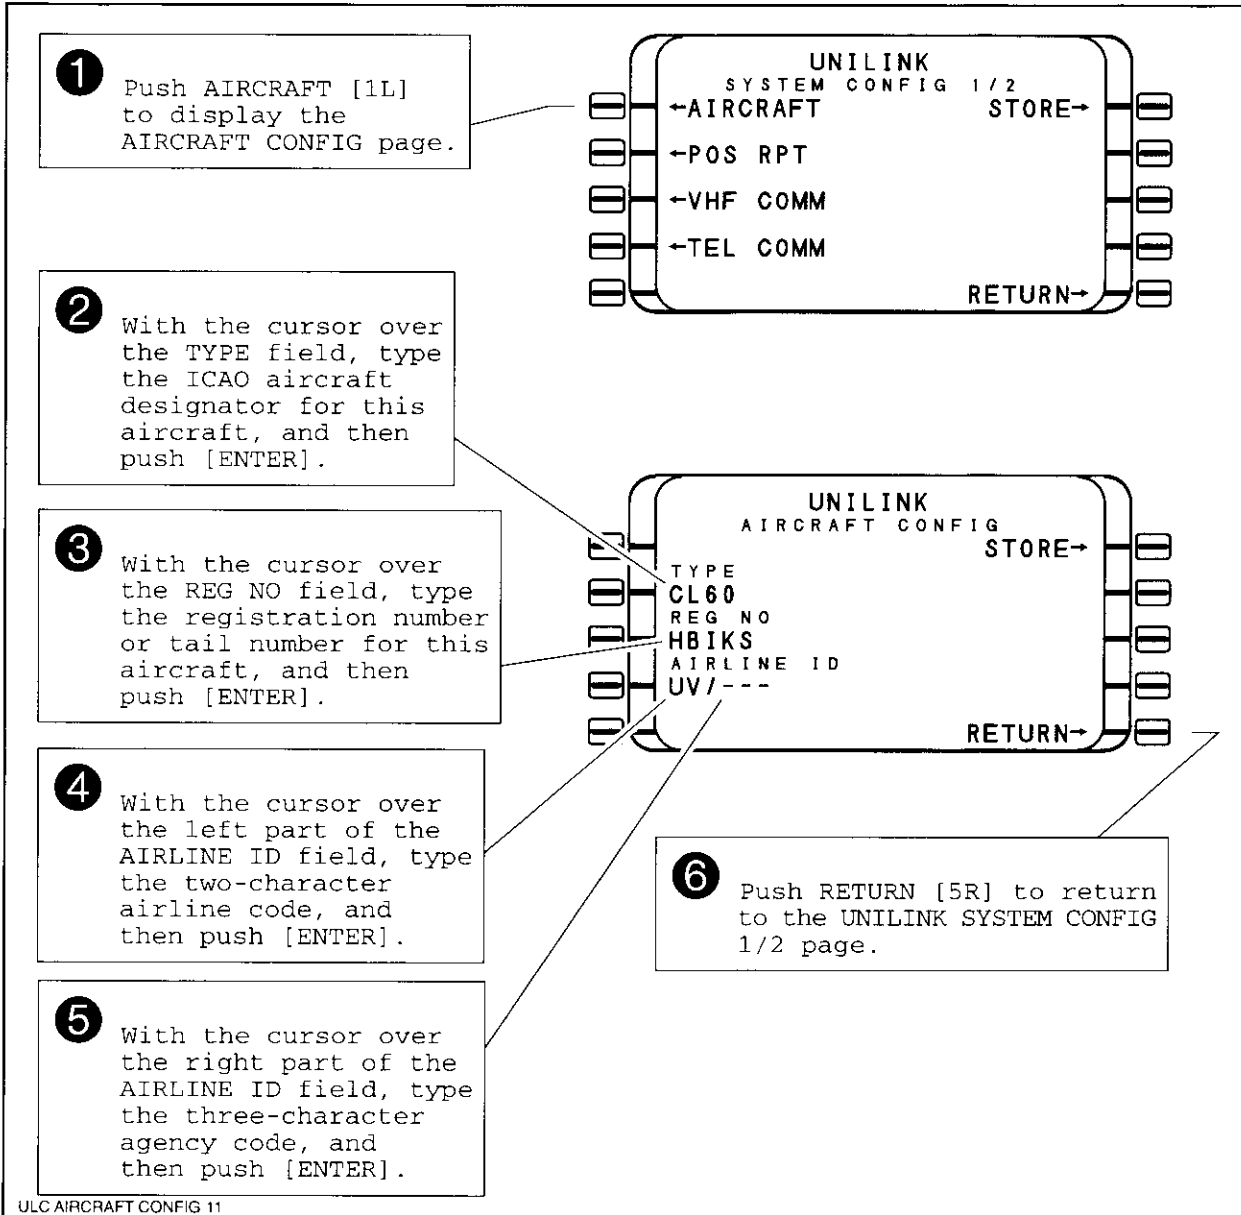 1
Push AIRCRAFT [1L]
to display the
AIRCRAFT CONFIG page.
UNILINK
SYSTEM CONFIG 1/2
←AIRCRAFT STORE→
←POS RPT
←VHF COMM
←TEL COMM
RETURN→
2
With the cursor over
the TYPE field, type
the ICAO aircraft
designator for this
aircraft, and then
push [ENTER].
3
With the cursor over
the REG NO field, type
the registration number
or tail number for this
aircraft, and then
push [ENTER].
UNILINK
AIRCRAFT CONFIG
STORE→
TYPE
CL60
REG NO
HBIKS
AIRLINE ID
UV/---
RETURN→
4
With the cursor over
the left part of the
AIRLINE ID field, type
the two-character
airline code, and
then push [ENTER].
5
With the cursor over
the right part of the
AIRLINE ID field, type
the three-character
agency code, and
then push [ENTER].
6
Push RETURN [5R] to return
to the UNILINK SYSTEM CONFIG
1/2 page.
ULC AIRCRAFT CONFIG 11